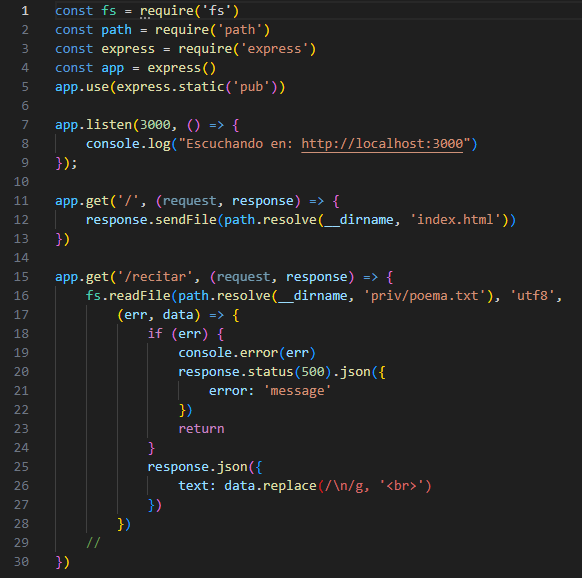 1 const fs = require('fs')
2 const path = require('path')
3 const express = require('express')
4 const app = express()
5 app.use(express.static('pub'))
6
7 app.listen(3000, () => {
8     console.log("Escuchando en: http://localhost:3000")
9 });
10
11 app.get('/', (request, response) => {
12     response.sendFile(path.resolve(__dirname, 'index.html'))
13 })
14
15 app.get('/recitar', (request, response) => {
16     fs.readFile(path.resolve(__dirname, 'priv/poema.txt'), 'utf8',
17         (err, data) => {
18             if (err) {
19                 console.error(err)
20                 response.status(500).json({
21                     error: 'message'
22                 })
23                 return
24             }
25             response.json({
26                 text: data.replace(/\n/g, '<br>')
27             })
28         })
29     //
30 })